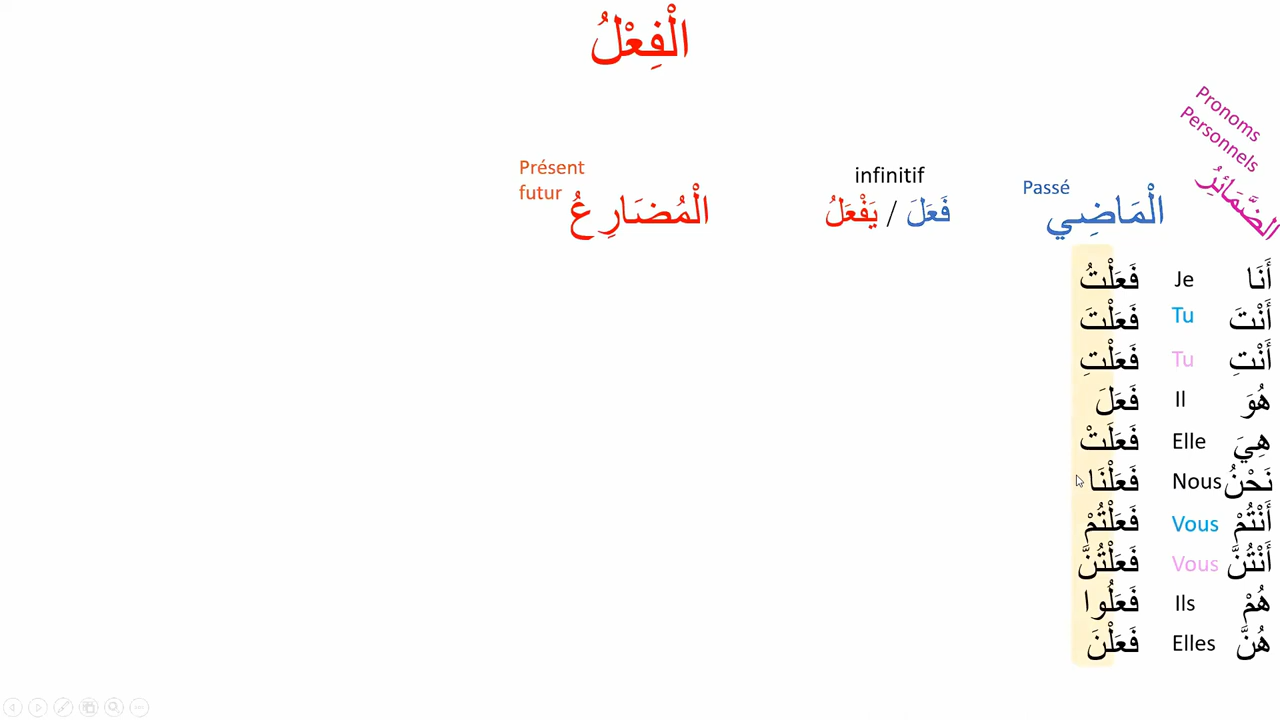 الْفِعْلُ
Pronoms
Personnels
الضَّمَائِرُ
Passé
الْمَاضِي
infinitif
فَعَلَ / يَفْعَلُ
Présent
futur
الْمُضَارِعُ
أَنَا Je فَعَلْتُ
أَنْتَ Tu فَعَلْتَ
أَنْتِ Tu فَعَلْتِ
هُوَ Il فَعَلَ
هِيَ Elle فَعَلَتْ
نَحْنُ Nous فَعَلْنَا
أَنْتُمْ Vous فَعَلْتُمْ
أَنْتُنَّ Vous فَعَلْتُنَّ
هُمْ Ils فَعَلُوا
هُنَّ Elles فَعَلْنَ